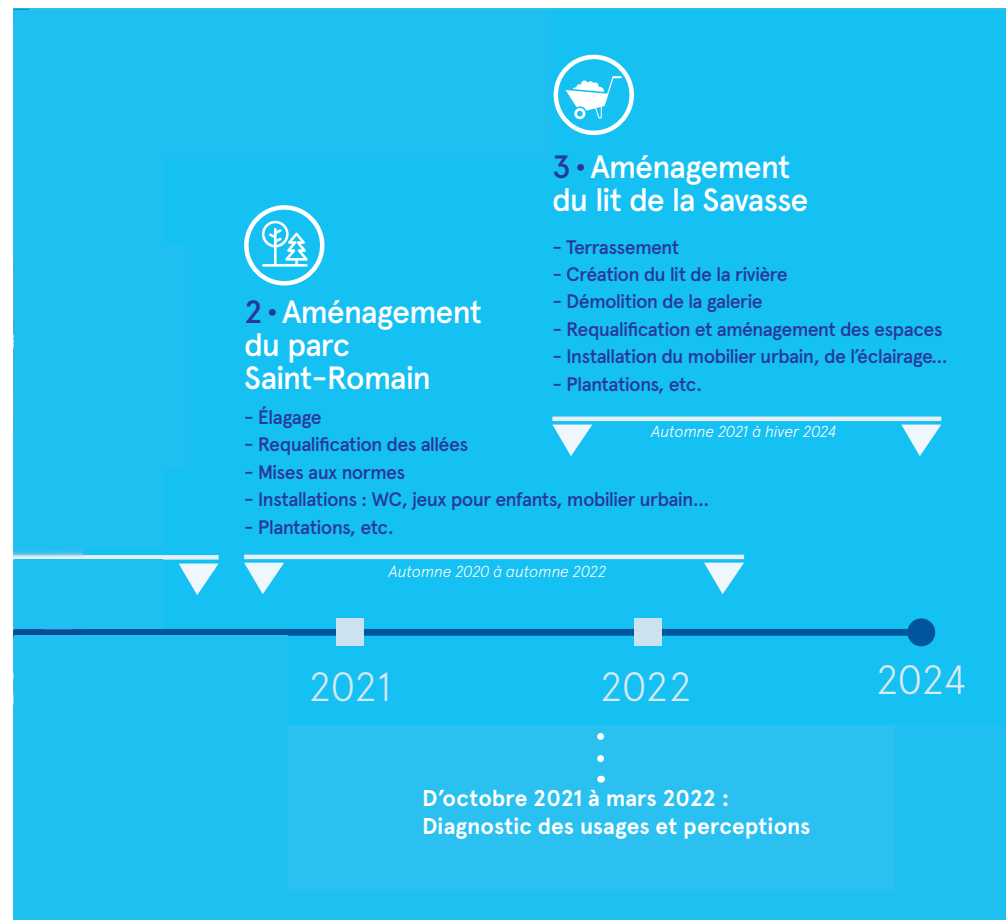 3 • Aménagement
du lit de la Savasse
- Terrassement
- Création du lit de la rivière
- Démolition de la galerie
- Requalification et aménagement des espaces
- Installation du mobilier urbain, de l’éclairage...
- Plantations, etc.
Automne 2021 à hiver 2024
2 • Aménagement
du parc
Saint-Romain
- Élagage
- Requalification des allées
- Mises aux normes
- Installations : WC, jeux pour enfants, mobilier urbain...
- Plantations, etc.
Automne 2020 à automne 2022
2021
2022
2024
D’octobre 2021 à mars 2022 :
Diagnostic des usages et perceptions